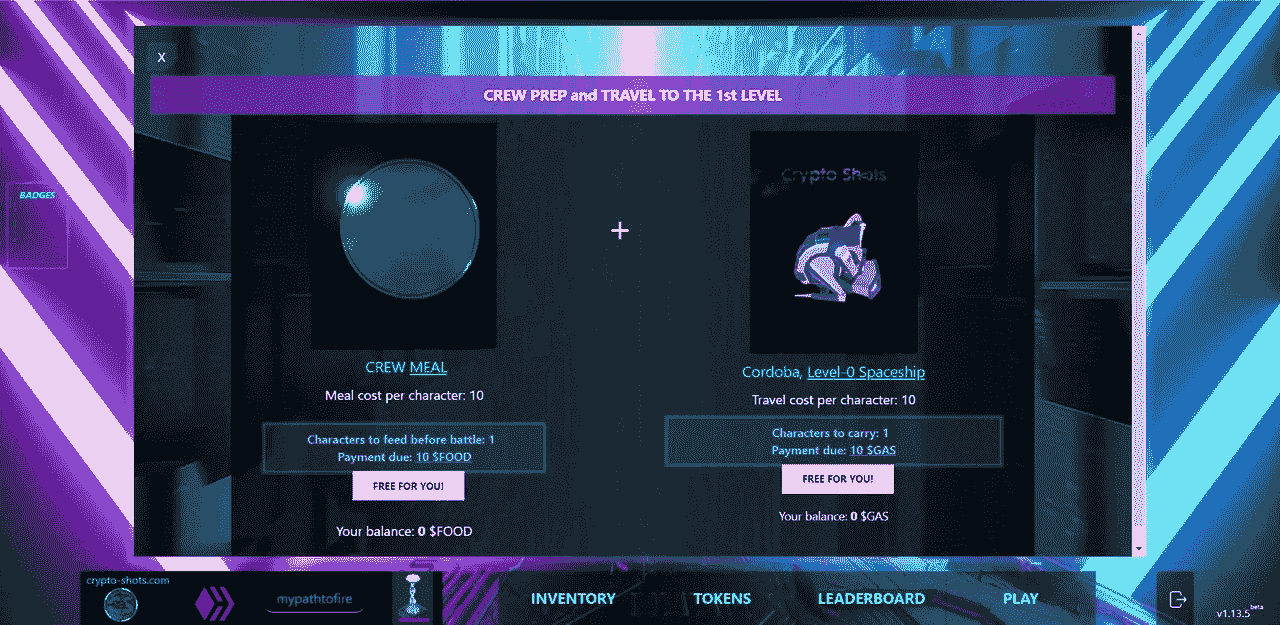 X
CREW PREP and TRAVEL TO THE 1st LEVEL
BADGES
+
Crypto Shots
CREW MEAL
Meal cost per character: 10
Characters to feed before battle: 1
Payment due: 10 $FOOD
FREE FOR YOU!
Your balance: 0 $FOOD
Cordoba, Level-0 Spaceship
Travel cost per character: 10
Characters to carry: 1
Payment due: 10 $GAS
FREE FOR YOU!
Your balance: 0 $GAS
crypto-shots.com
mypathtofire
INVENTORY
TOKENS
LEADERBOARD
PLAY
v1.13.5 beta